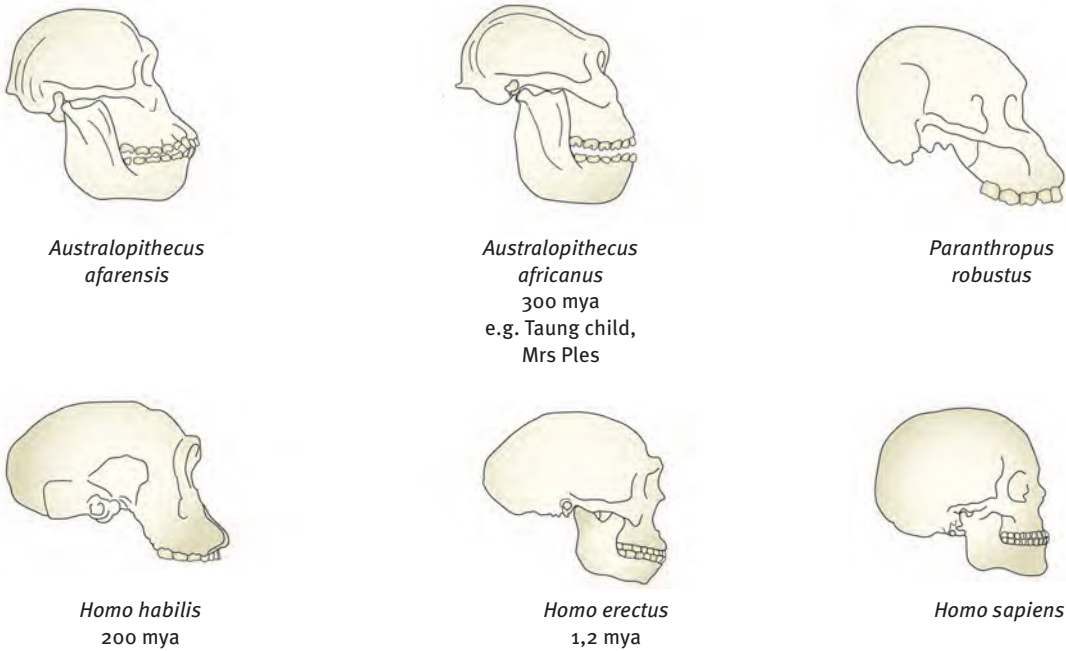 Australopithecus
afarensis
Australopithecus
africanus
300 mya
e.g. Taung child,
Mrs Ples
Paranthropus
robustus
Homo habilis
200 mya
Homo erectus
1,2 mya
Homo sapiens